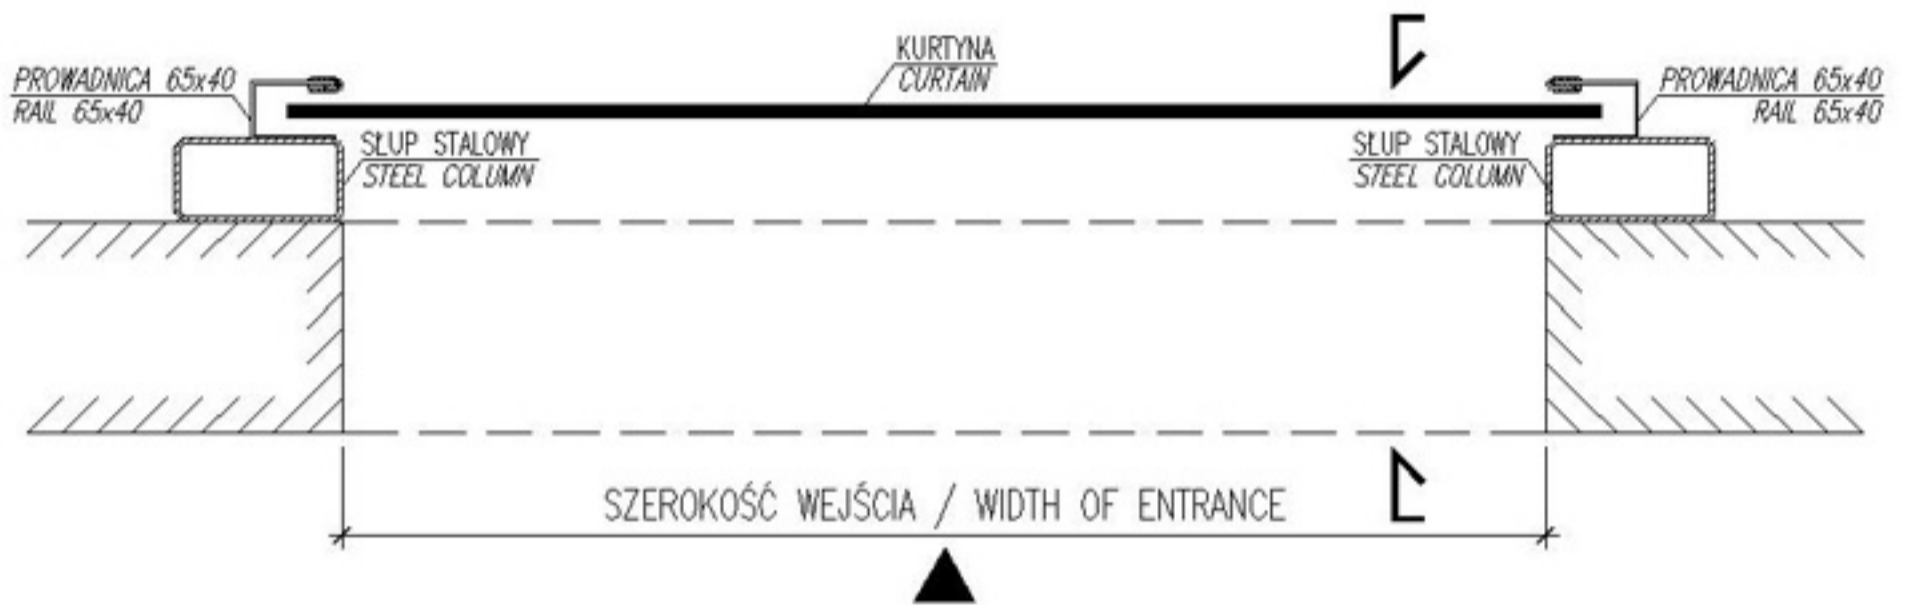 KURTYNA
CURTAIN
PROWADNICA 65x40
RAIL 65x40
PROWADNICA 65x40
RAIL 65x40
SŁUP STALOWY
STEEL COLUMN
SŁUP STALOWY
STEEL COLUMN
SZEROKOŚĆ WEJŚCIA / WIDTH OF ENTRANCE